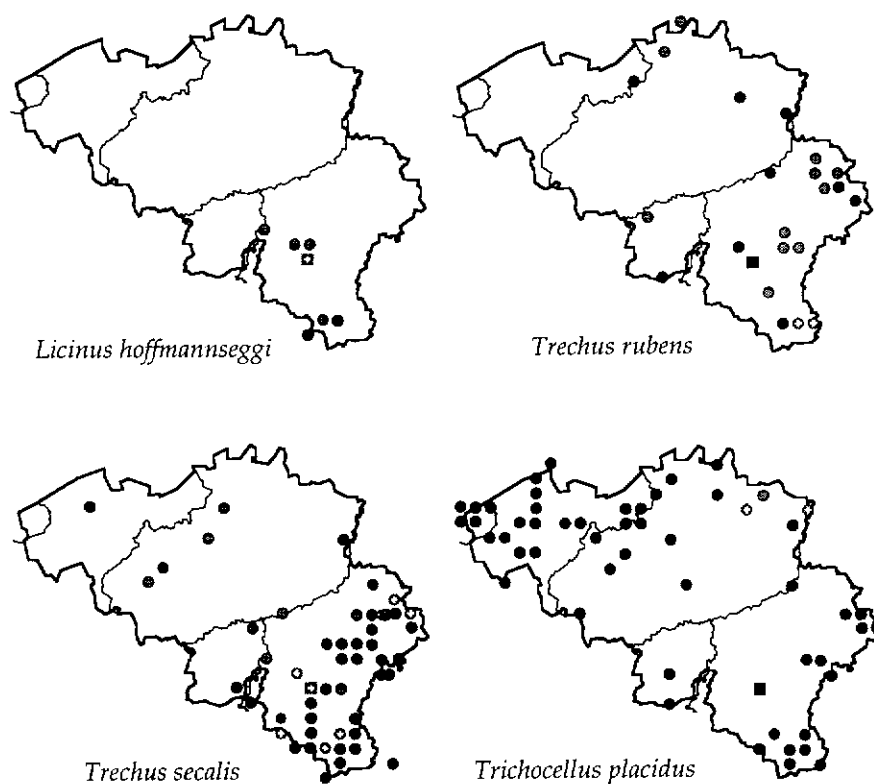 Licinus hoffmannseggi
Trechus rubens
Trechus secalis
Trichocellus placidus